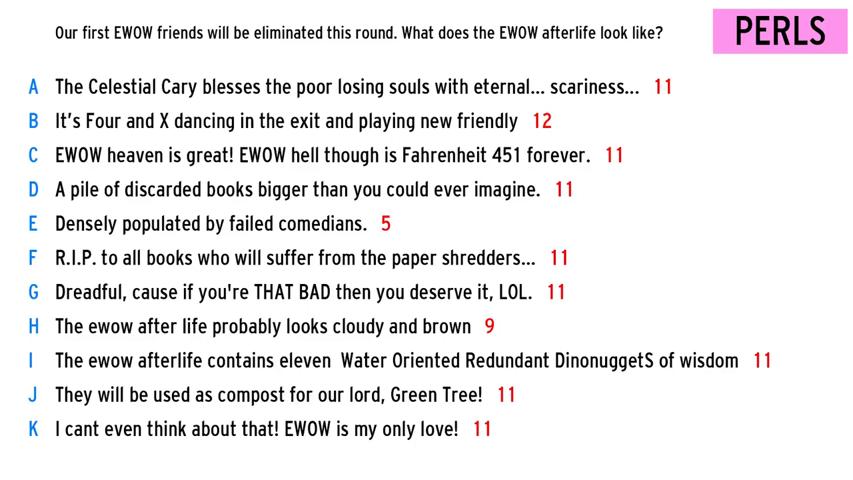 Our first EWOW friends will be eliminated this round. What does the EWOW afterlife look like?
PERLS
A The Celestial Cary blesses the poor losing souls with eternal... scariness... 11
B It's Four and X dancing in the exit and playing new friendly 12
C EWOW heaven is great! EWOW hell though is Fahrenheit 451 forever. 11
D A pile of discarded books bigger than you could ever imagine. 11
E Densely populated by failed comedians. 5
F R.I.P. to all books who will suffer from the paper shredders... 11
G Dreadful, cause if you're THAT BAD then you deserve it, LOL. 11
H The ewow after life probably looks cloudy and brown 9
I The ewow afterlife contains eleven  Water Oriented Redundant DinonuggetS of wisdom 11
J They will be used as compost for our lord, Green Tree! 11
K I cant even think about that! EWOW is my only love! 11